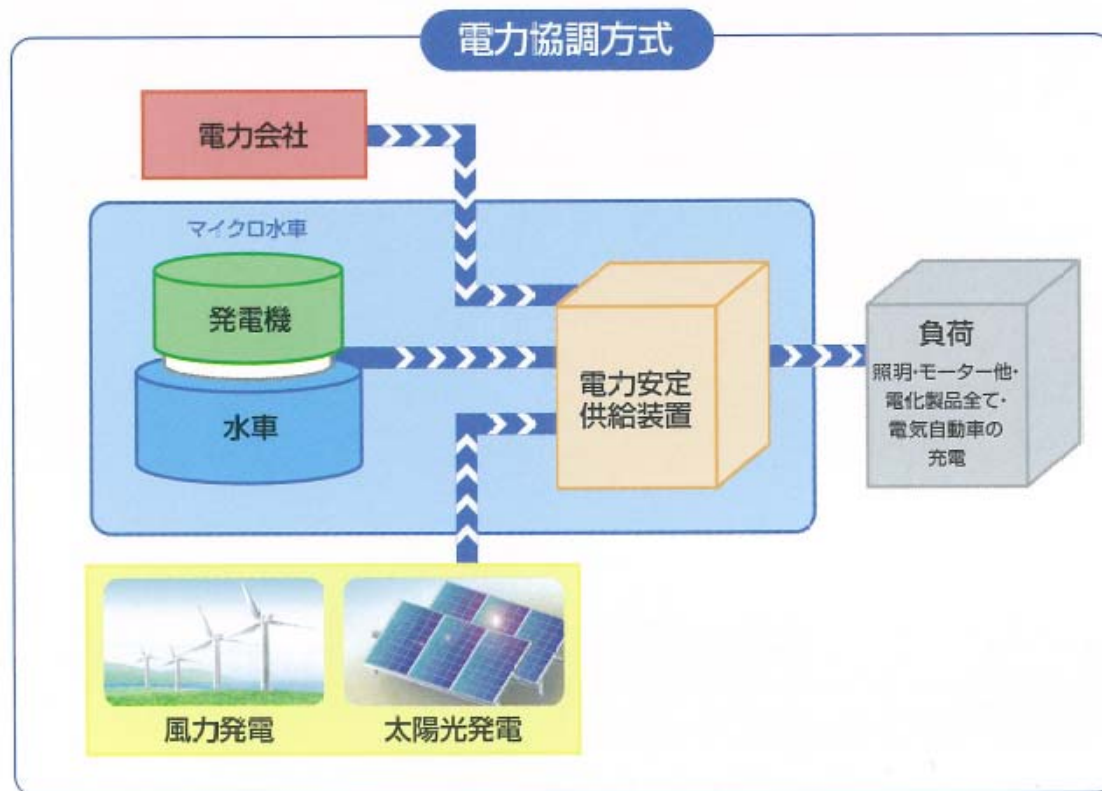 電力協調方式
電力会社
マイクロ水車
発電機
水車
電力安定
供給装置
負荷
照明・モーター他・
電化製品全て・
電気自動車の
充電
風力発電
太陽光発電